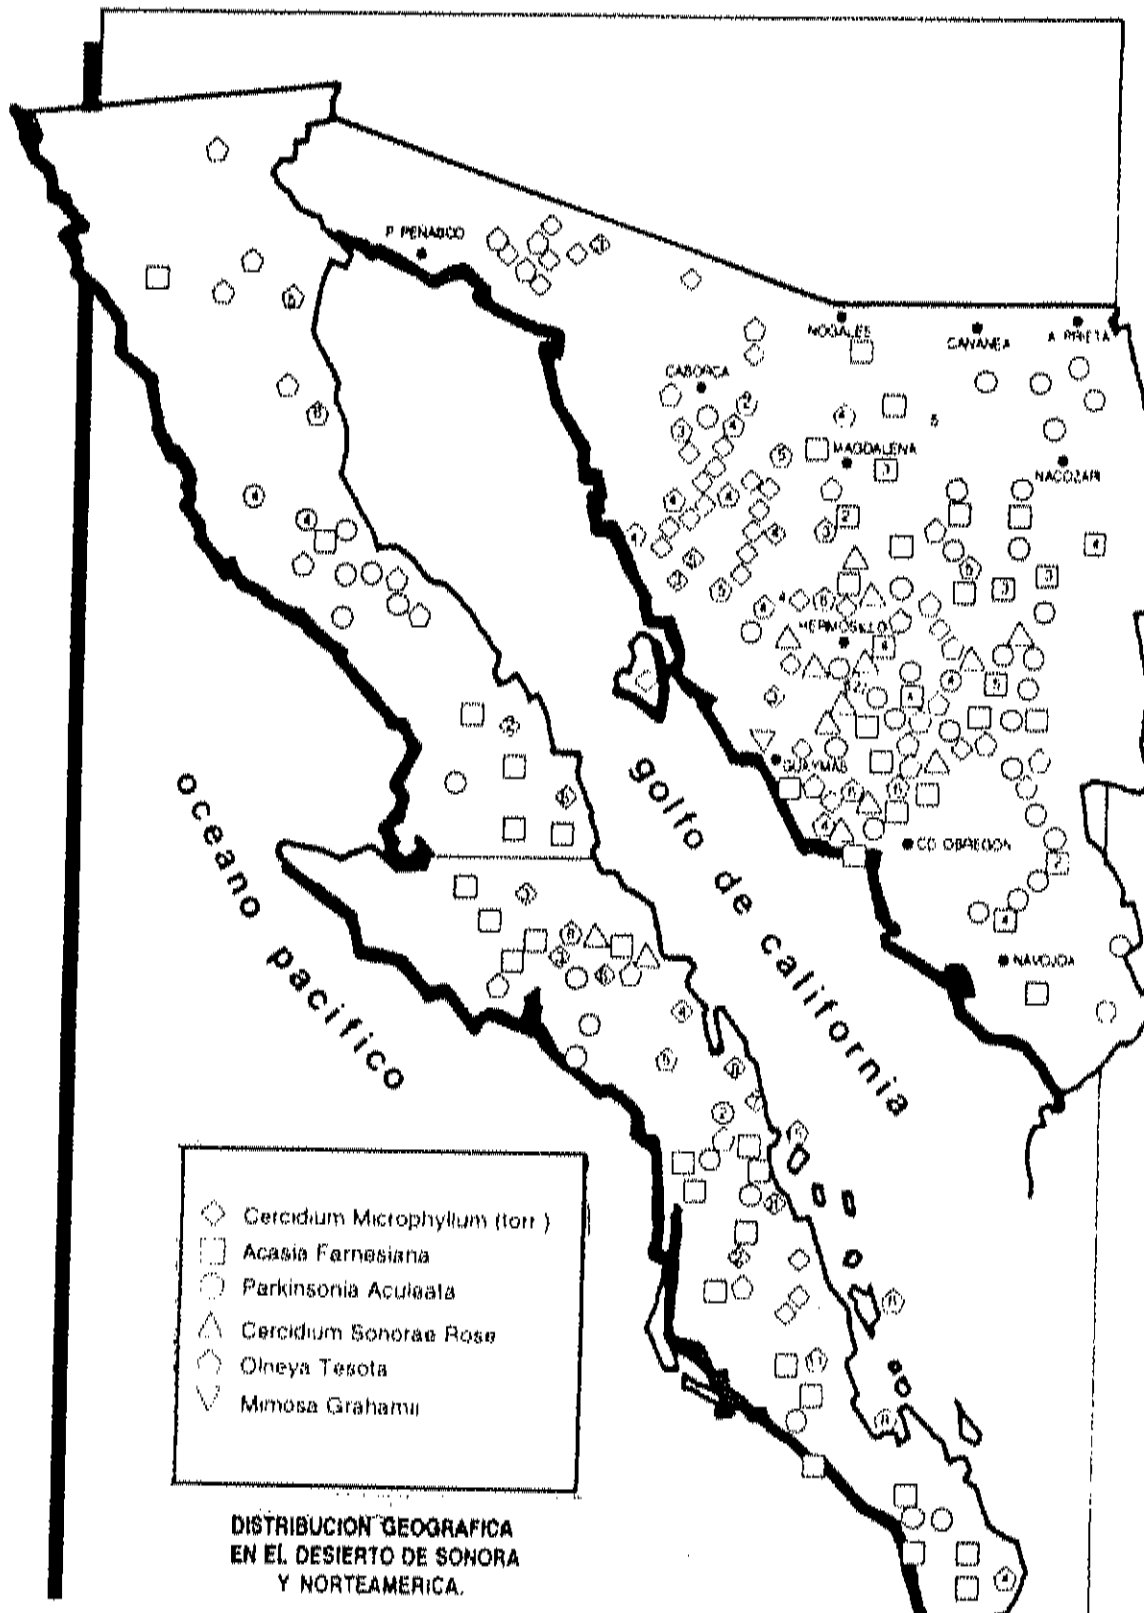 P. PEÑASCO
NOGALES
CANANEA
A. PRIETA
CABORCA
MAGDALENA
NACOZARI
HERMOSILLO
GUAYMAS
CD. OBREGON
NAVOJOA
oceano pacifico
golfo de california
Cercidium Microphyllum (torr.)
Acasia Farnesiana
Parkinsonia Aculeata
Cercidium Sonorae Rose
Olneya Tesota
Mimosa Grahamii
DISTRIBUCION GEOGRAFICA
EN EL DESIERTO DE SONORA
Y NORTEAMERICA.